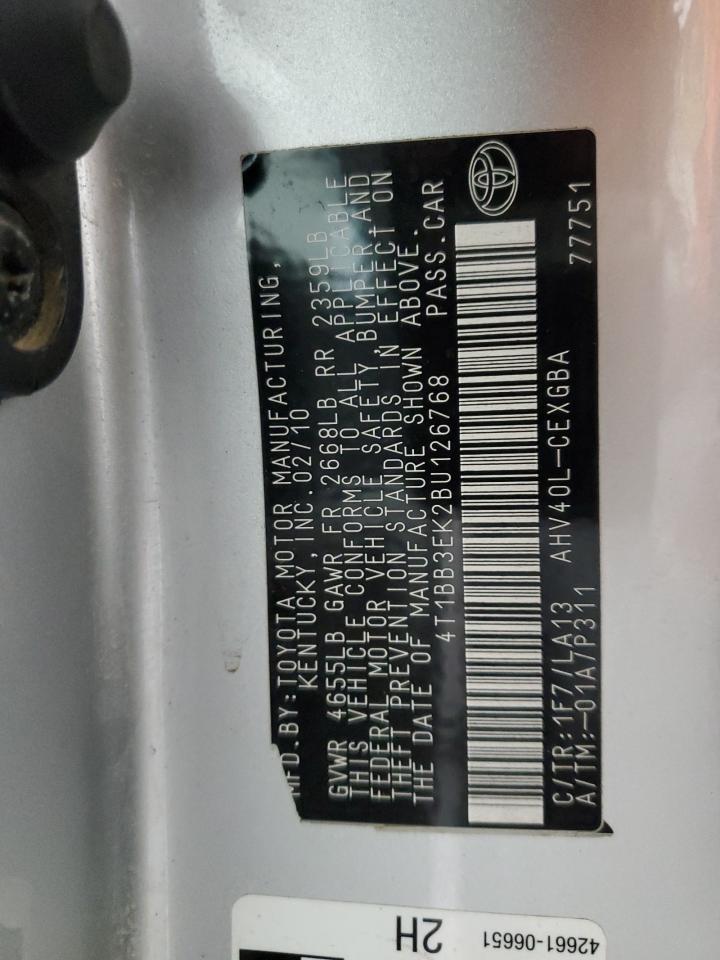 MFD.BY:TOYOTA MOTOR MANUFACTURING,
KENTUCKY, INC. 02/10
GVWR 4655LB GAWR FR 2668LB RR 2359LB
THIS VEHICLE CONFORMS TO ALL APPLICABLE
FEDERAL MOTOR VEHICLE SAFETY, BUMPER, AND
THEFT PREVENTION STANDARDS IN EFFECT ON
THE DATE OF MANUFACTURE SHOWN ABOVE.
4T1BB3EK2BU126768 PASS.CAR
C/TR:1F7/LA13 AHV40L-CEXGBA 77751
A/TM:-01A/P311
2H
42661-06651